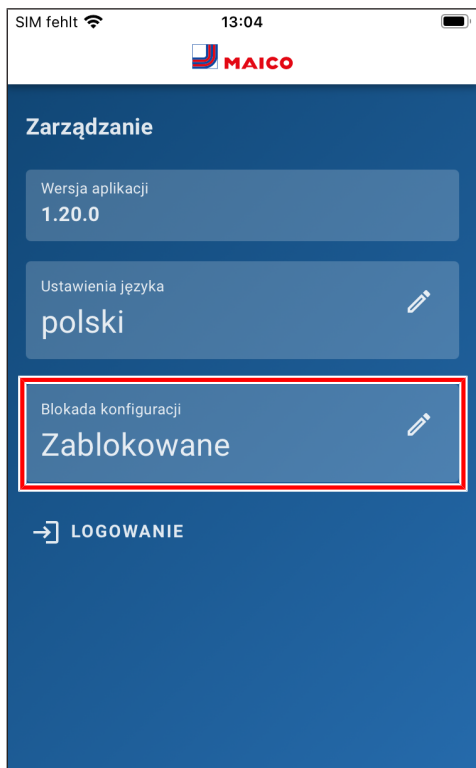 SIM fehlt 13:04
MAICO
Zarządzanie
Wersja aplikacji
1.20.0
Ustawienia języka
polski
Blokada konfiguracji
Zablokowane
LOGOWANIE